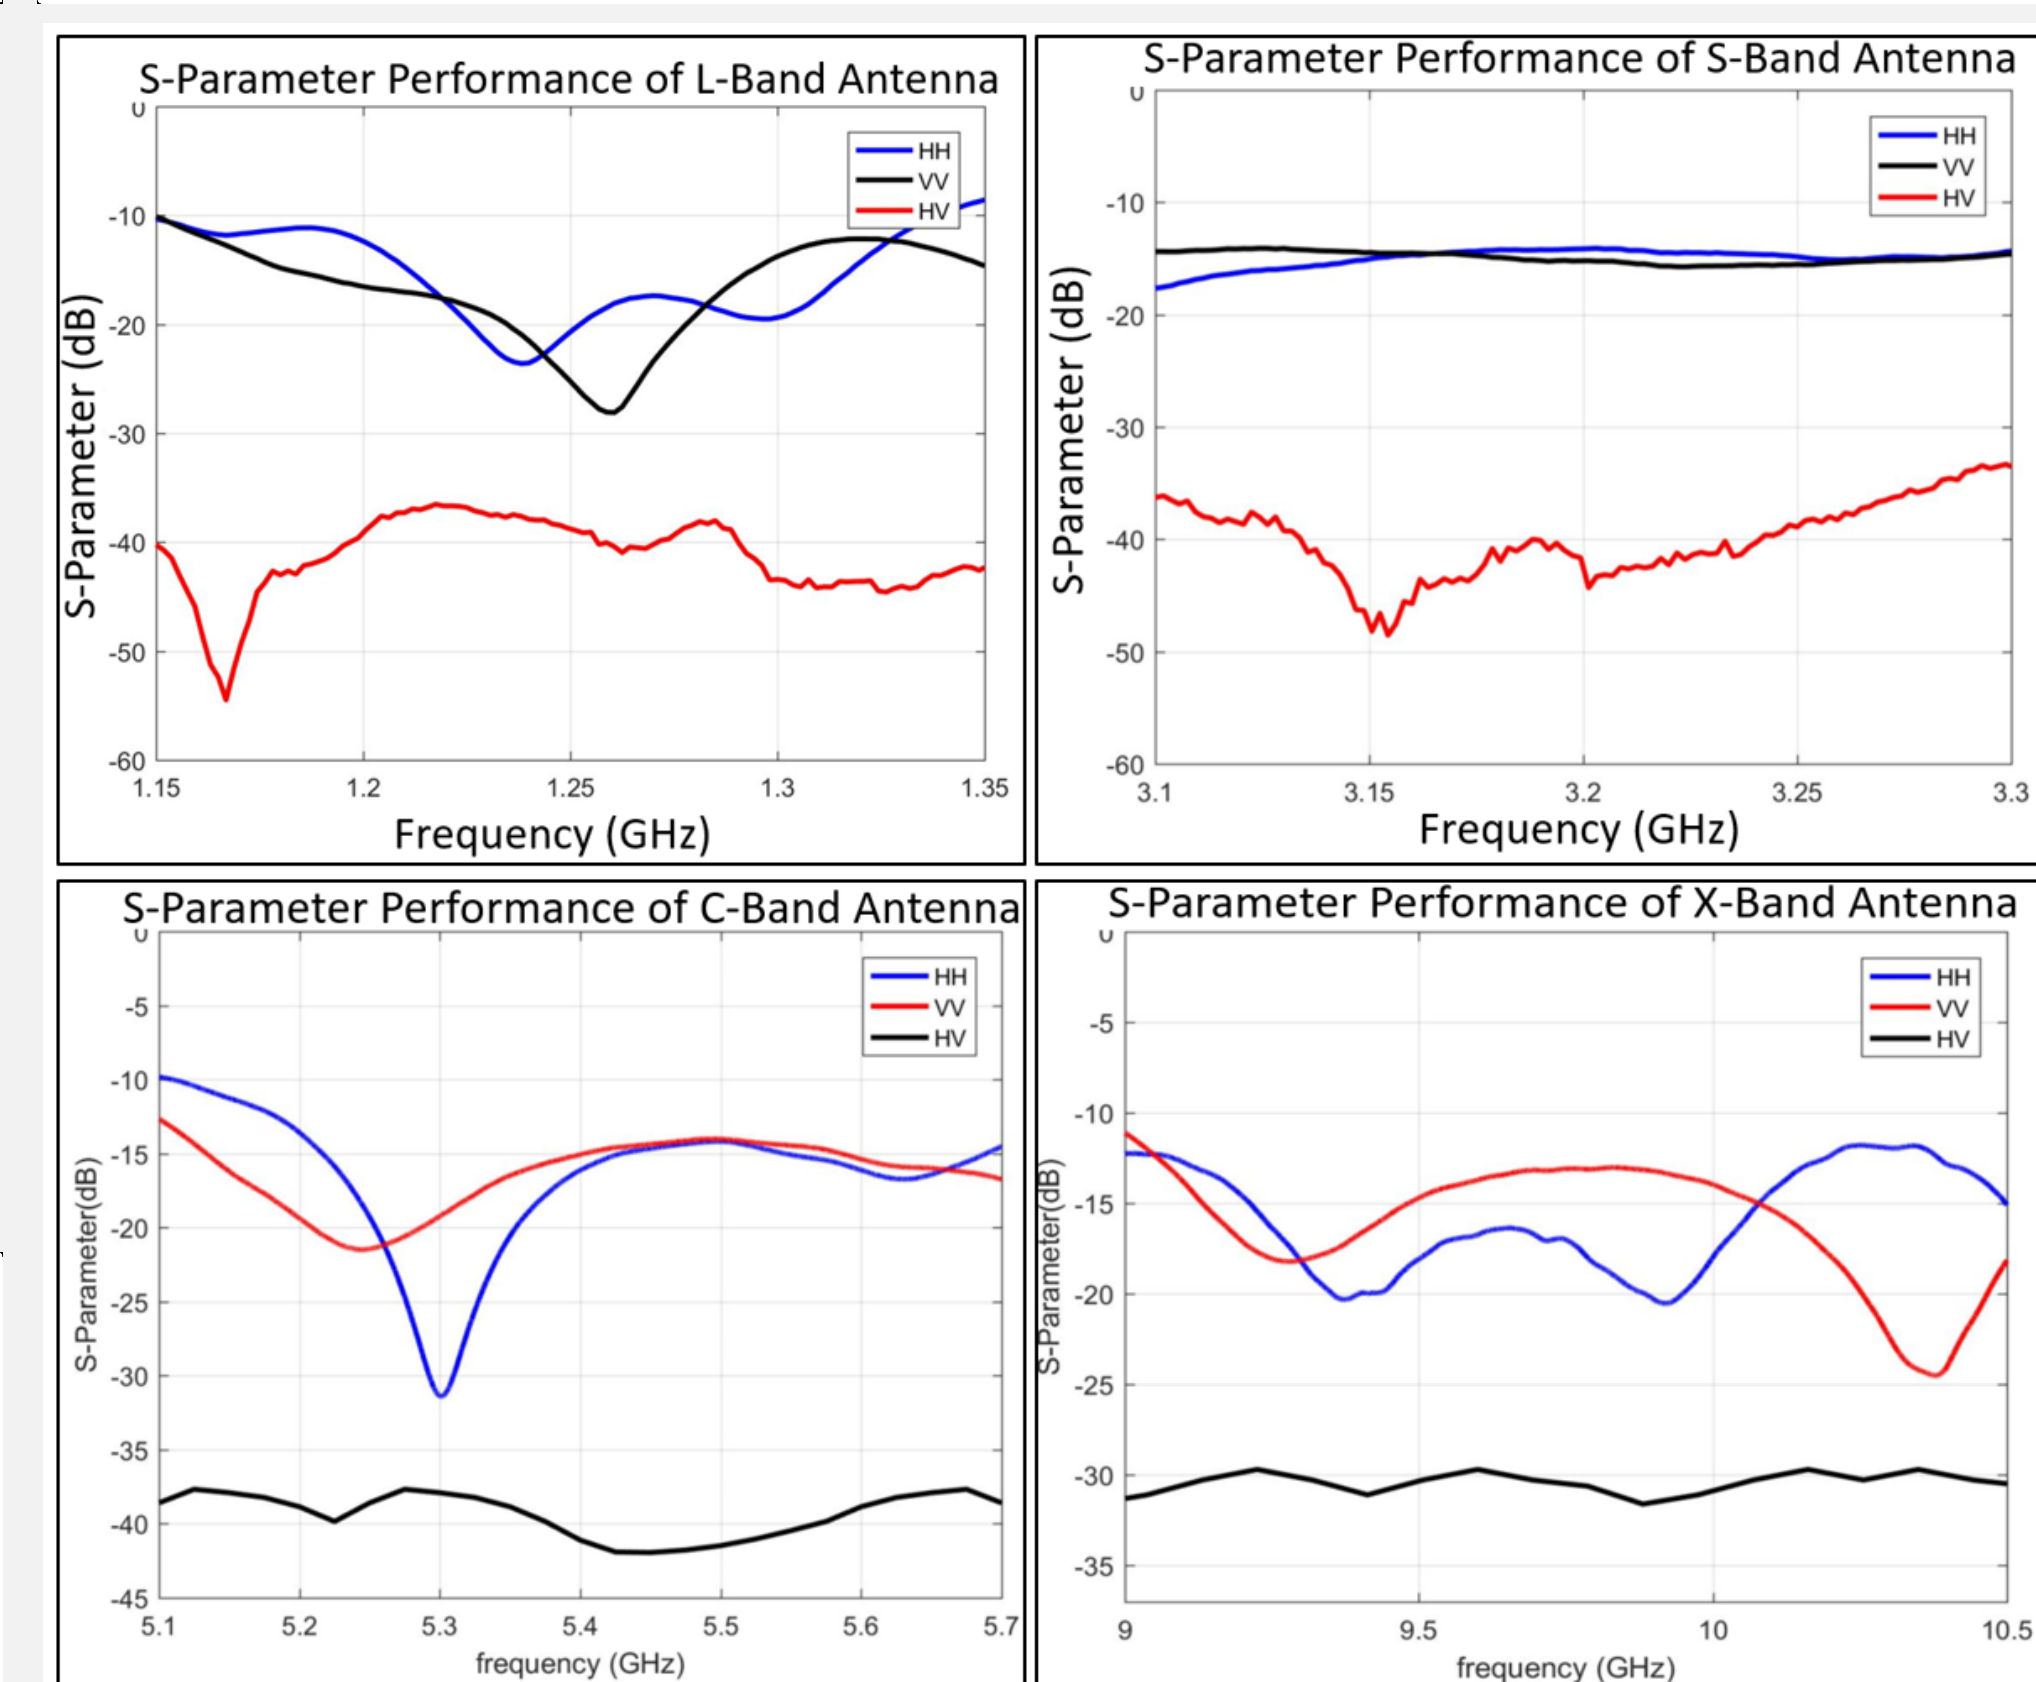 S-Parameter Performance of L-Band Antenna
0
-10
-20
-30
-40
-50
-60
1.15 1.2 1.25 1.3 1.35
HH
VV
HV
S-Parameter (dB)
Frequency (GHz)
S-Parameter Performance of S-Band Antenna
0
-10
-20
-30
-40
-50
-60
3.1 3.15 3.2 3.25 3.3
HH
VV
HV
S-Parameter (dB)
Frequency (GHz)
S-Parameter Performance of C-Band Antenna
0
-5
-10
-15
-20
-25
-30
-35
-40
-45
5.1 5.2 5.3 5.4 5.5 5.6 5.7
HH
VV
HV
S-Parameter(dB)
frequency (GHz)
S-Parameter Performance of X-Band Antenna
0
-5
-10
-15
-20
-25
-30
-35
9 9.5 10 10.5
HH
VV
HV
S-Parameter(dB)
frequency (GHz)